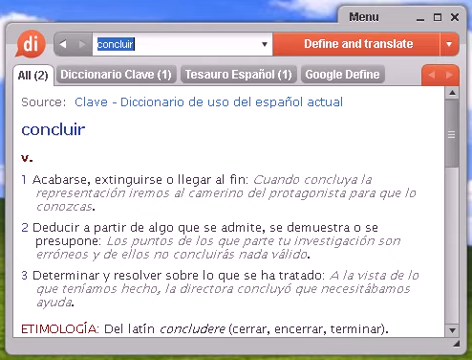 Menu
di
concluir
Define and translate
All (2)
Diccionario Clave (1)
Tesauro Español (1)
Google Define
Source: Clave - Diccionario de uso del español actual
concluir
v.
1 Acabarse, extinguirse o llegar al fin: Cuando concluya la
representación iremos al camerino del protagonista para que lo
conozcas.
2 Deducir a partir de algo que se admite, se demuestra o se
presupone: Los puntos de los que parte tu investigación son
erróneos y de ellos no concluirás nada válido.
3 Determinar y resolver sobre lo que se ha tratado: A la vista de lo
que teníamos hecho, la directora concluyó que necesitábamos
ayuda.
ETIMOLOGÍA: Del latín concludere (cerrar, encerrar, terminar).